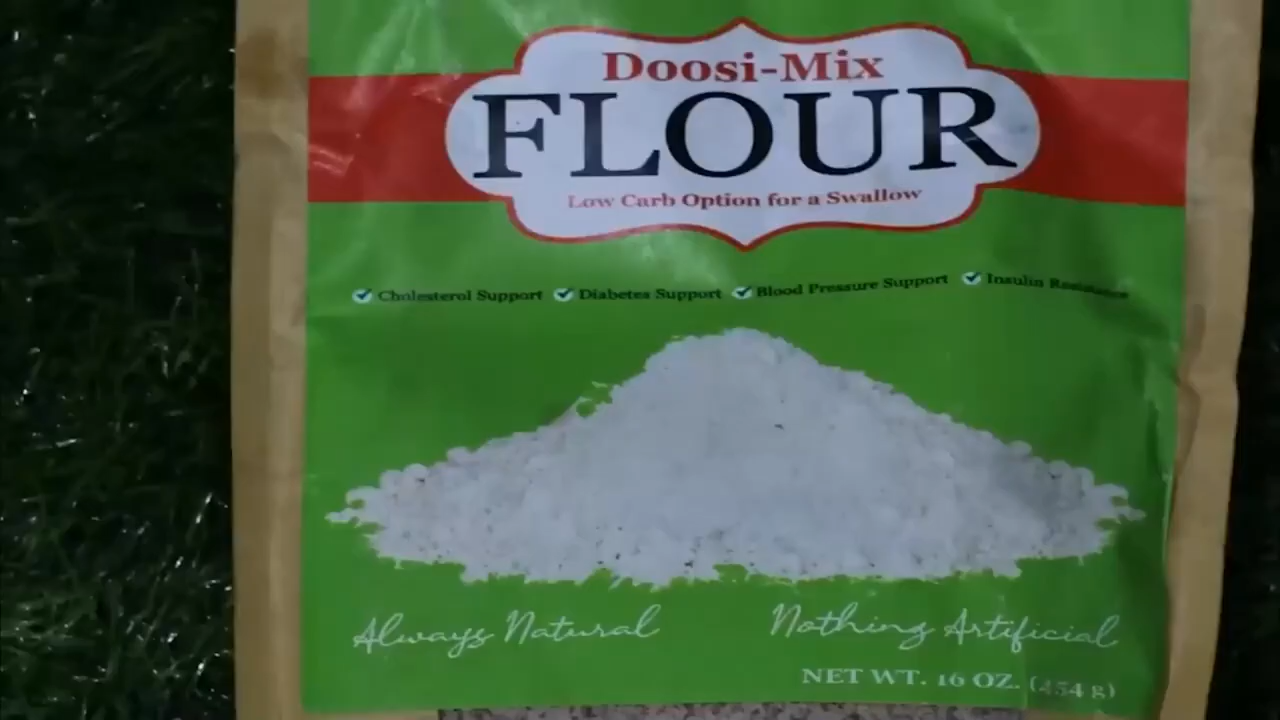 Doosi-Mix
FLOUR
Low Carb Option for a Swallow
Cholesterol Support Diabetes Support Blood Pressure Support Insulin Resistance
Always Natural Nothing Artificial
NET WT. 16 OZ. (454 g)